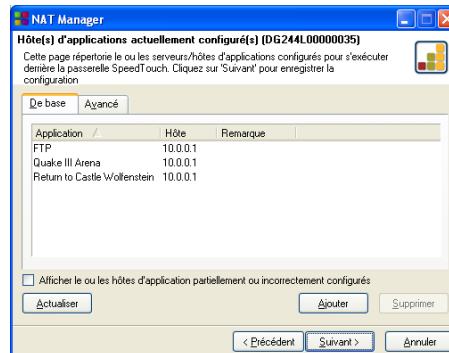 NAT Manager
Hôte(s) d'applications actuellement configuré(s) (DG244L00000035)
Cette page répertorie le ou les serveurs/hôtes d'applications configurés pour s'exécuter
derrière la passerelle SpeedTouch. Cliquez sur 'Suivant' pour enregistrer la
configuration
De base Avancé
Application Hôte Remarque
FTP 10.0.0.1
Quake III Arena 10.0.0.1
Return to Castle Wolfenstein 10.0.0.1
Afficher le ou les hôtes d'application partiellement ou incorrectement configurés
Actualiser Ajouter Supprimer
< Précédent Suivant > Annuler